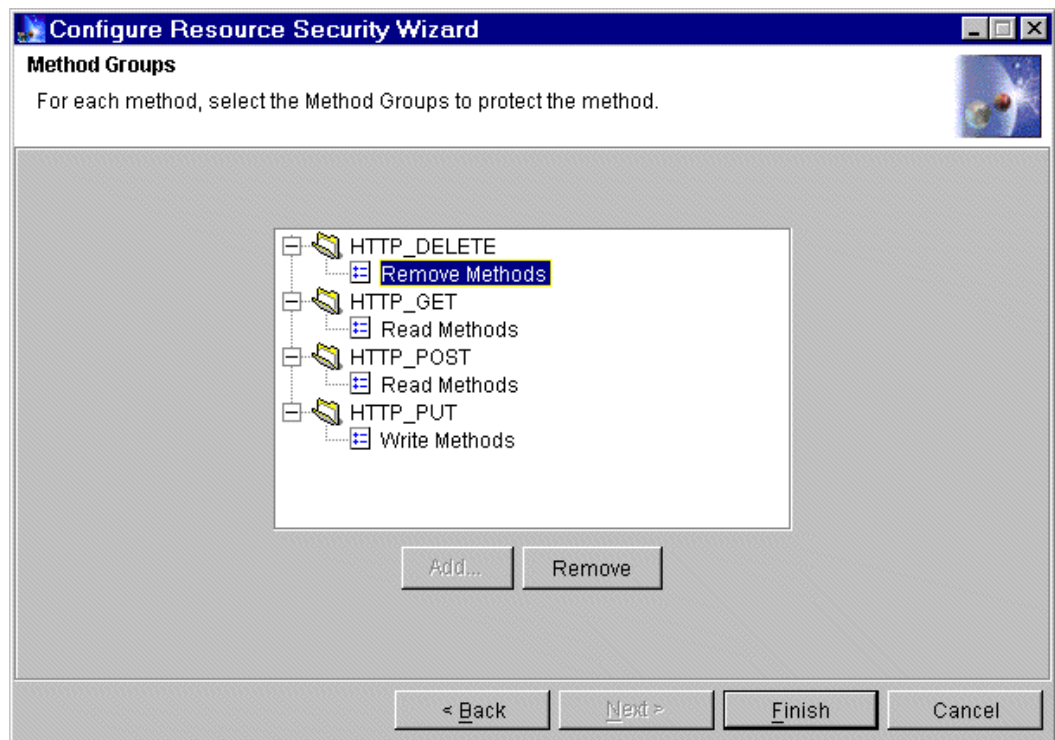 Configure Resource Security Wizard
Method Groups
For each method, select the Method Groups to protect the method.
HTTP_DELETE
Remove Methods
HTTP_GET
Read Methods
HTTP_POST
Read Methods
HTTP_PUT
Write Methods
Add... Remove
< Back Next > Finish Cancel